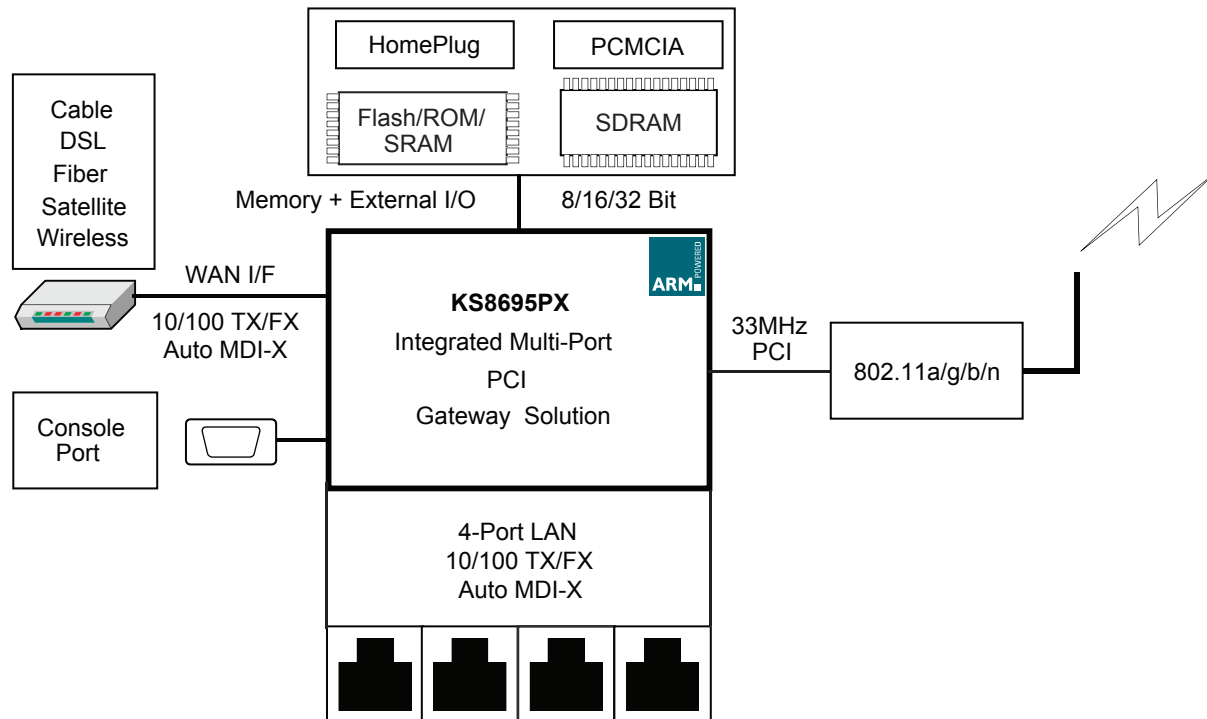 HomePlug
PCMCIA
Flash/ROM/
SRAM
SDRAM
Cable
DSL
Fiber
Satellite
Wireless
Memory + External I/O
8/16/32 Bit
WAN I/F
10/100 TX/FX
Auto MDI-X
ARM POWERED
KS8695PX
Integrated Multi-Port
PCI
Gateway Solution
33MHz
PCI
802.11a/g/b/n
Console
Port
4-Port LAN
10/100 TX/FX
Auto MDI-X